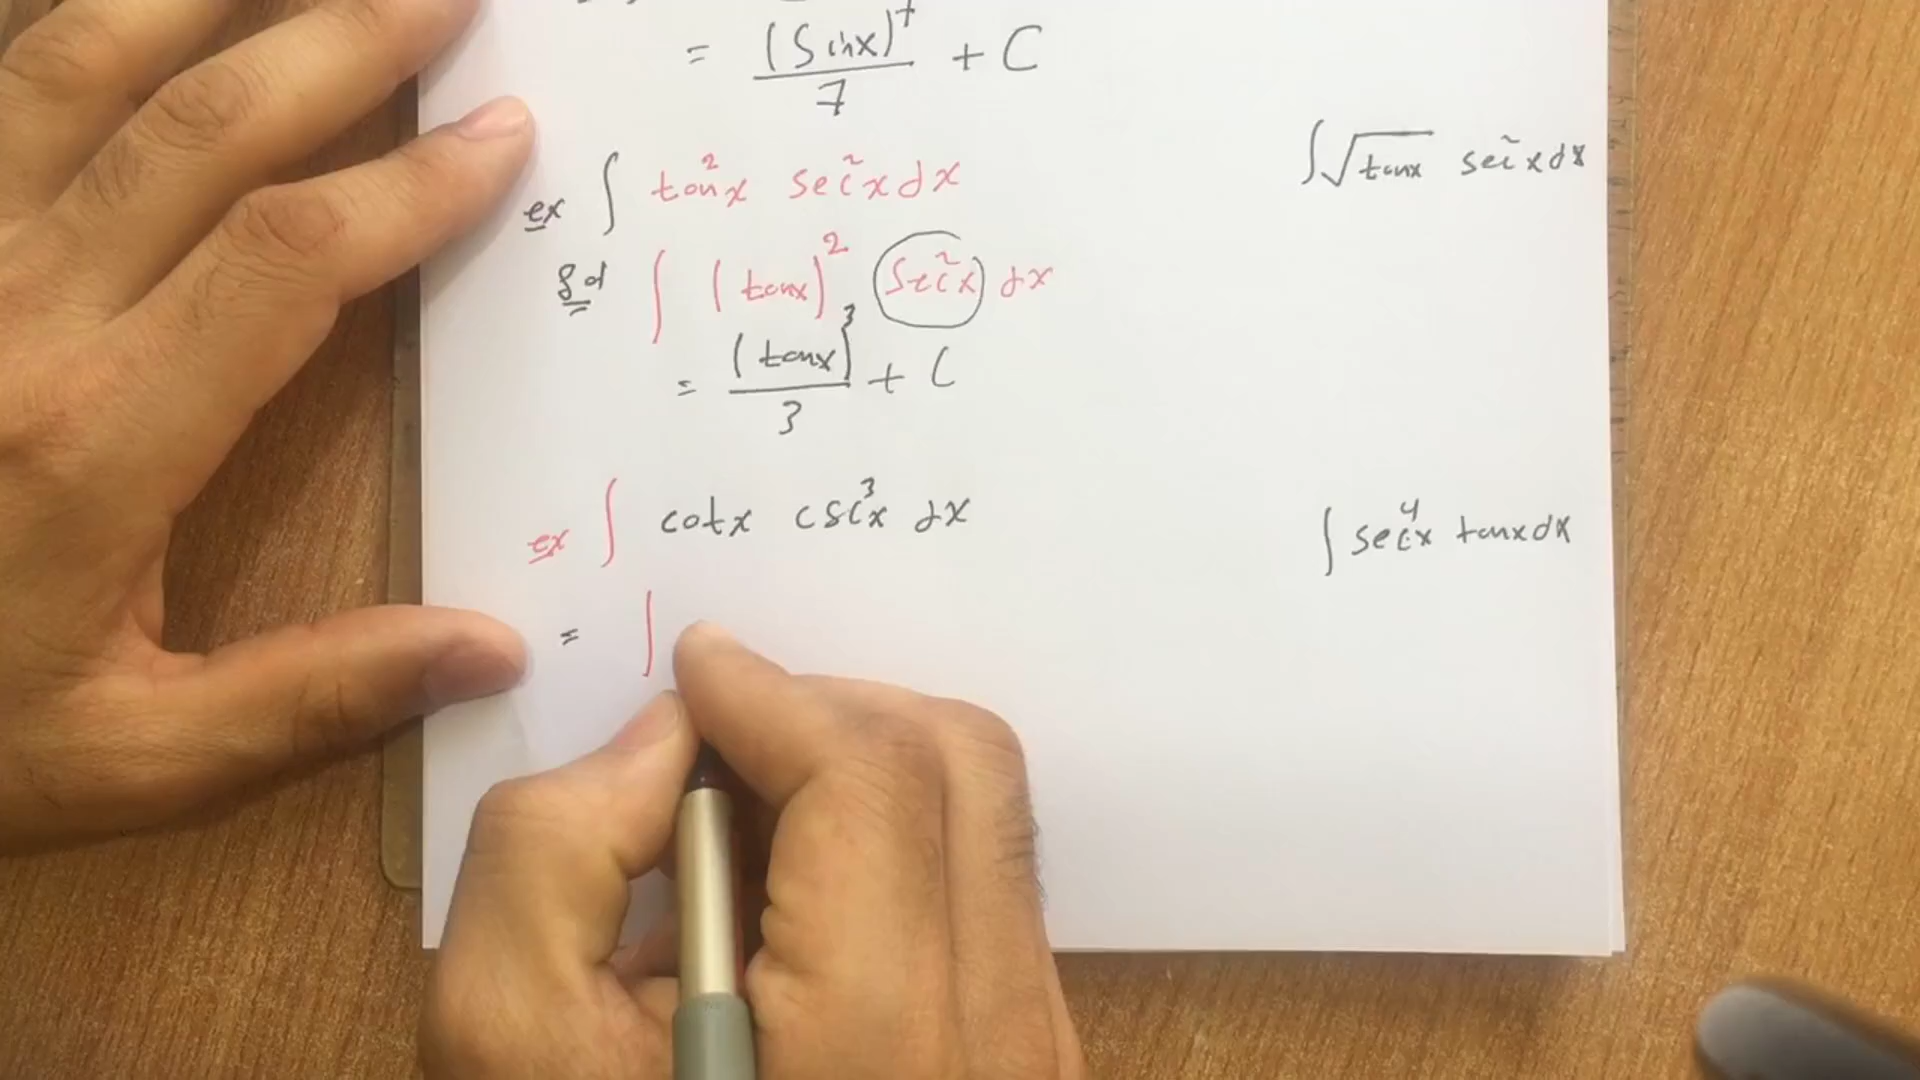 = (Sinx)^7 / 7 + C
ex ∫ tan²x sec²x dx
∫ √tanx sec²x dx
Sol ∫ (tanx)² Sec²x dx
= (tanx)³ / 3 + C
ex ∫ cotx csc³x dx
∫ sec⁴x tanx dx
= ∫